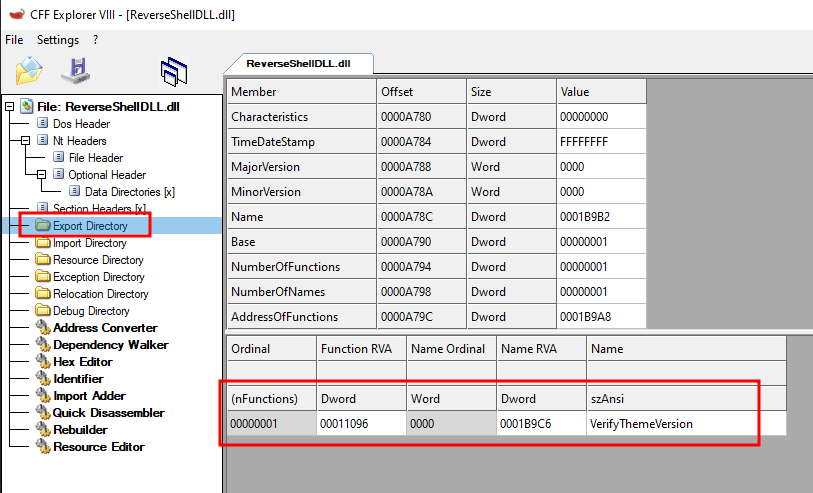 CFF Explorer VIII - [ReverseShellDLL.dll]
File Settings ?
File: ReverseShellDLL.dll
Dos Header
Nt Headers
File Header
Optional Header
Data Directories [x]
Section Headers [x]
Export Directory
Import Directory
Resource Directory
Exception Directory
Relocation Directory
Debug Directory
Address Converter
Dependency Walker
Hex Editor
Identifier
Import Adder
Quick Disassembler
Rebuilder
Resource Editor
ReverseShellDLL.dll
Member Offset Size Value
Characteristics 0000A780 Dword 00000000
TimeDateStamp 0000A784 Dword FFFFFFFF
MajorVersion 0000A788 Word 0000
MinorVersion 0000A78A Word 0000
Name 0000A78C Dword 0001B9B2
Base 0000A790 Dword 00000001
NumberOfFunctions 0000A794 Dword 00000001
NumberOfNames 0000A798 Dword 00000001
AddressOfFunctions 0000A79C Dword 0001B9A8
Ordinal Function RVA Name Ordinal Name RVA Name
(nFunctions) Dword Word Dword szAnsi
00000001 00011096 0000 0001B9C6 VerifyThemeVersion